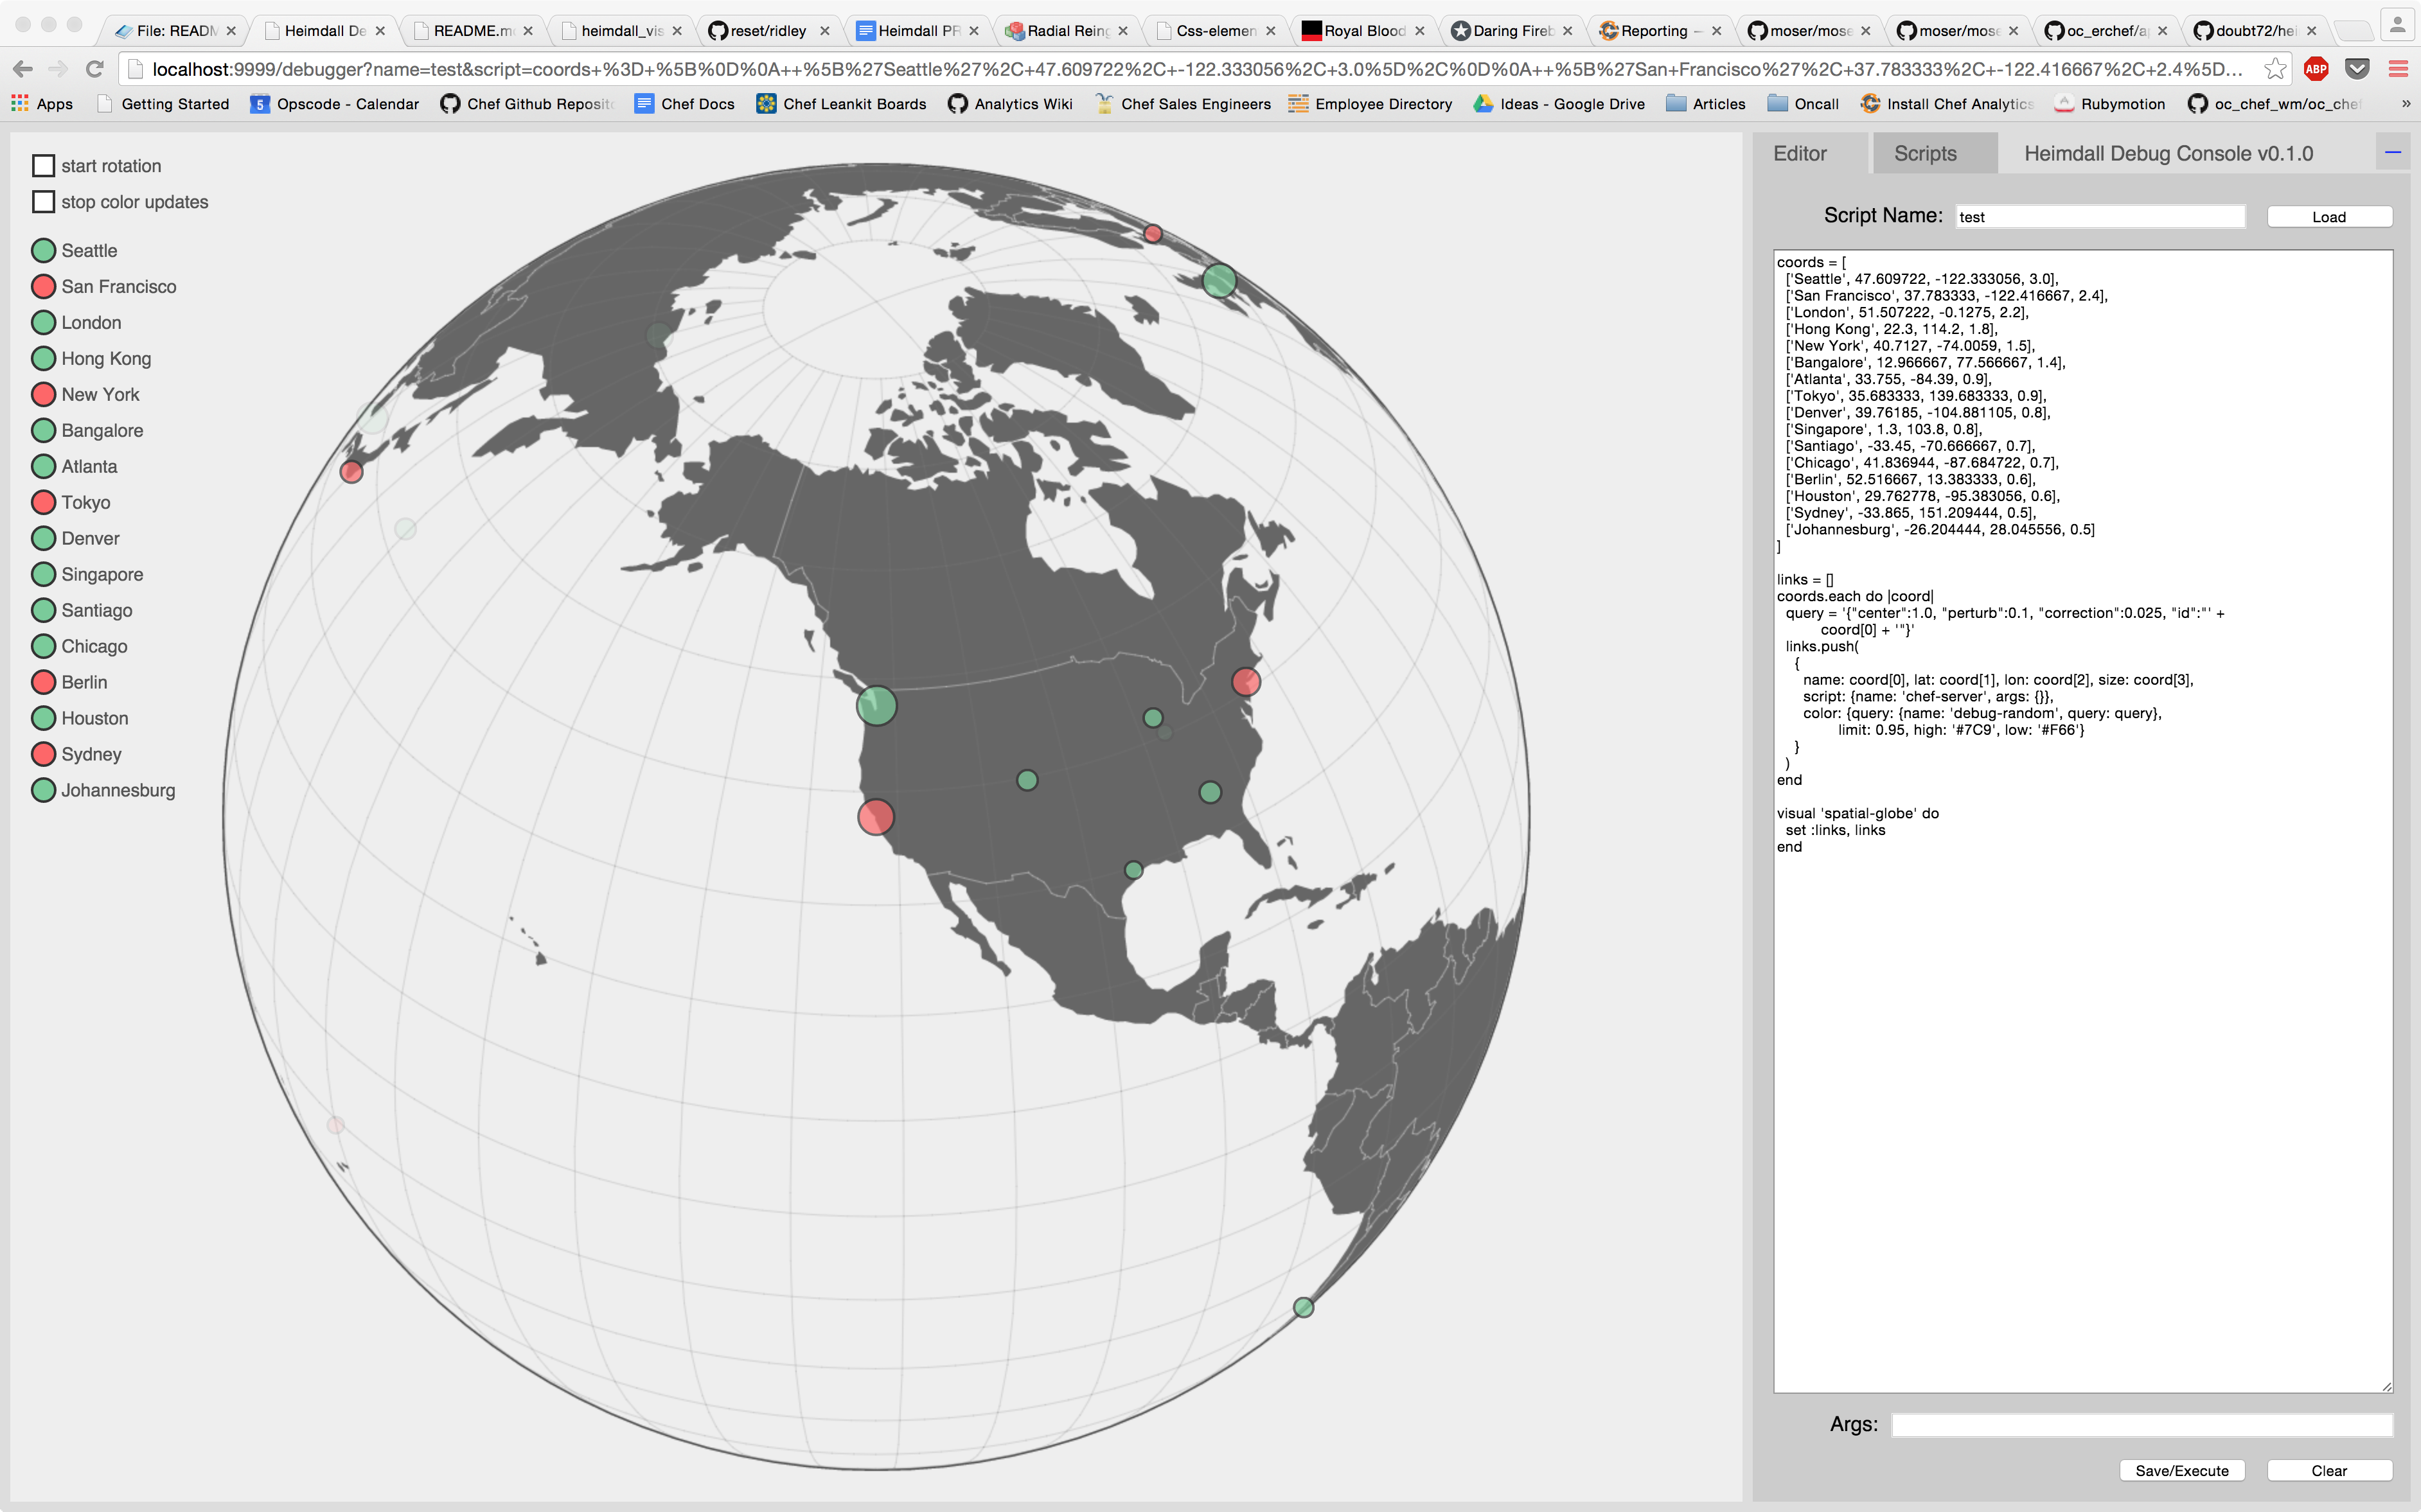 File: READM
Heimdall De
README.m
heimdall_vis
reset/ridley
Heimdall PR
Radial Rein
Css-elemen
Royal Blood
Daring Fireb
Reporting –
moser/mose
moser/mose
oc_erchef/a
doubt72/hei
localhost:9999/debugger?name=test&script=coords+%3D+%5B%0D%0A++%5B%27Seattle%27%2C+47.609722%2C+-122.333056%2C+3.0%5D%2C%0D%0A++%5B%27San+Francisco%27%2C+37.783333%2C+-122.416667%2C+2.4%5D...
ABP
Apps
Getting Started
5 Opscode - Calendar
Chef Github Reposit
Chef Docs
Chef Leankit Boards
Analytics Wiki
Chef Sales Engineers
Employee Directory
Ideas - Google Drive
Articles
Oncall
Install Chef Analytics
Rubymotion
oc_chef_wm/oc_chef
»
start rotation
stop color updates
Seattle
San Francisco
London
Hong Kong
New York
Bangalore
Atlanta
Tokyo
Denver
Singapore
Santiago
Chicago
Berlin
Houston
Sydney
Johannesburg
Editor
Scripts
Heimdall Debug Console v0.1.0
Script Name: test
Load
coords = [
['Seattle', 47.609722, -122.333056, 3.0],
['San Francisco', 37.783333, -122.416667, 2.4],
['London', 51.507222, -0.1275, 2.2],
['Hong Kong', 22.3, 114.2, 1.8],
['New York', 40.7127, -74.0059, 1.5],
['Bangalore', 12.966667, 77.566667, 1.4],
['Atlanta', 33.755, -84.39, 0.9],
['Tokyo', 35.683333, 139.683333, 0.9],
['Denver', 39.76185, -104.881105, 0.8],
['Singapore', 1.3, 103.8, 0.8],
['Santiago', -33.45, -70.666667, 0.7],
['Chicago', 41.836944, -87.684722, 0.7],
['Berlin', 52.516667, 13.383333, 0.6],
['Houston', 29.762778, -95.383056, 0.6],
['Sydney', -33.865, 151.209444, 0.5],
['Johannesburg', -26.204444, 28.045556, 0.5]
]
links = []
coords.each do |coord|
query = '{"center":1.0, "perturb":0.1, "correction":0.025, "id":"' +
coord[0] + '"}'
links.push(
{
name: coord[0], lat: coord[1], lon: coord[2], size: coord[3],
script: {name: 'chef-server', args: {}},
color: {query: {name: 'debug-random', query: query},
limit: 0.95, high: '#7C9', low: '#F66'}
}
)
end
visual 'spatial-globe' do
set :links, links
end
Args:
Save/Execute
Clear